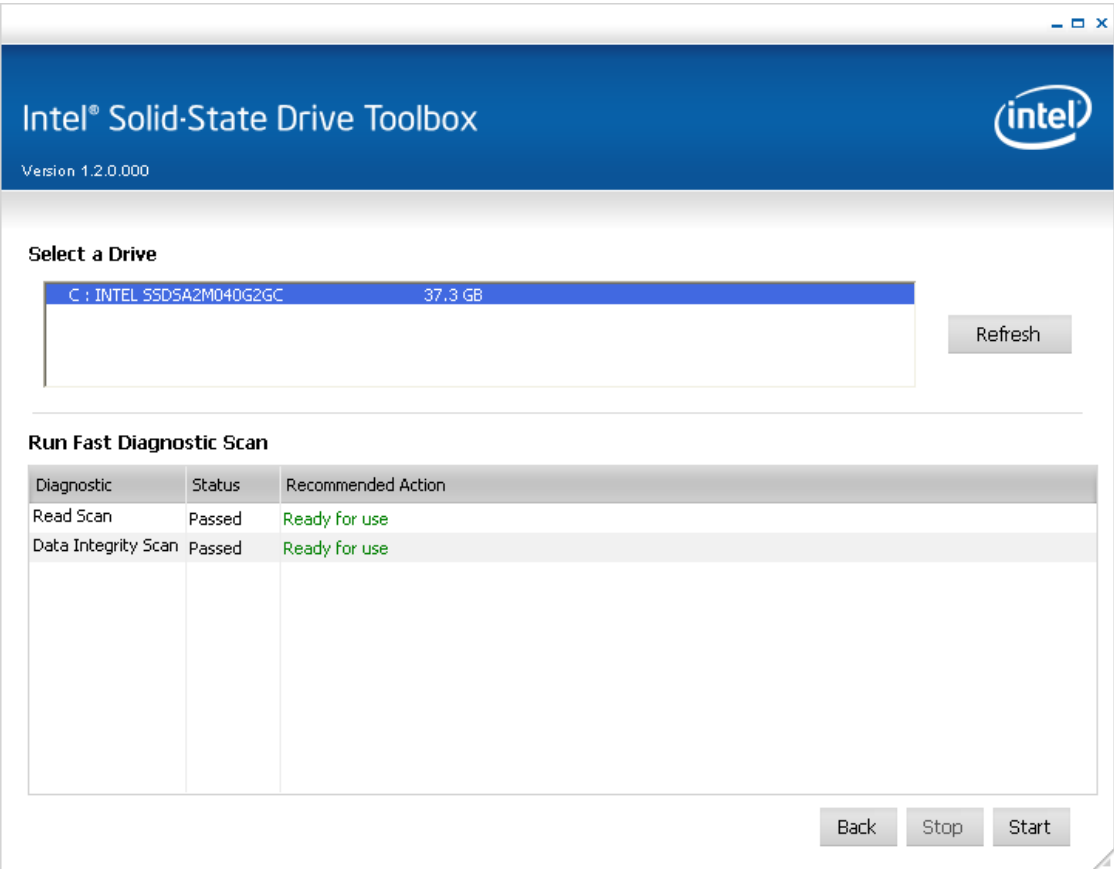 Intel® Solid-State Drive Toolbox
intel
Version 1.2.0.000
Select a Drive
C : INTEL SSDSA2M040G2GC 37.3 GB
Refresh
Run Fast Diagnostic Scan
Diagnostic Status Recommended Action
Read Scan Passed Ready for use
Data Integrity Scan Passed Ready for use
Back Stop Start